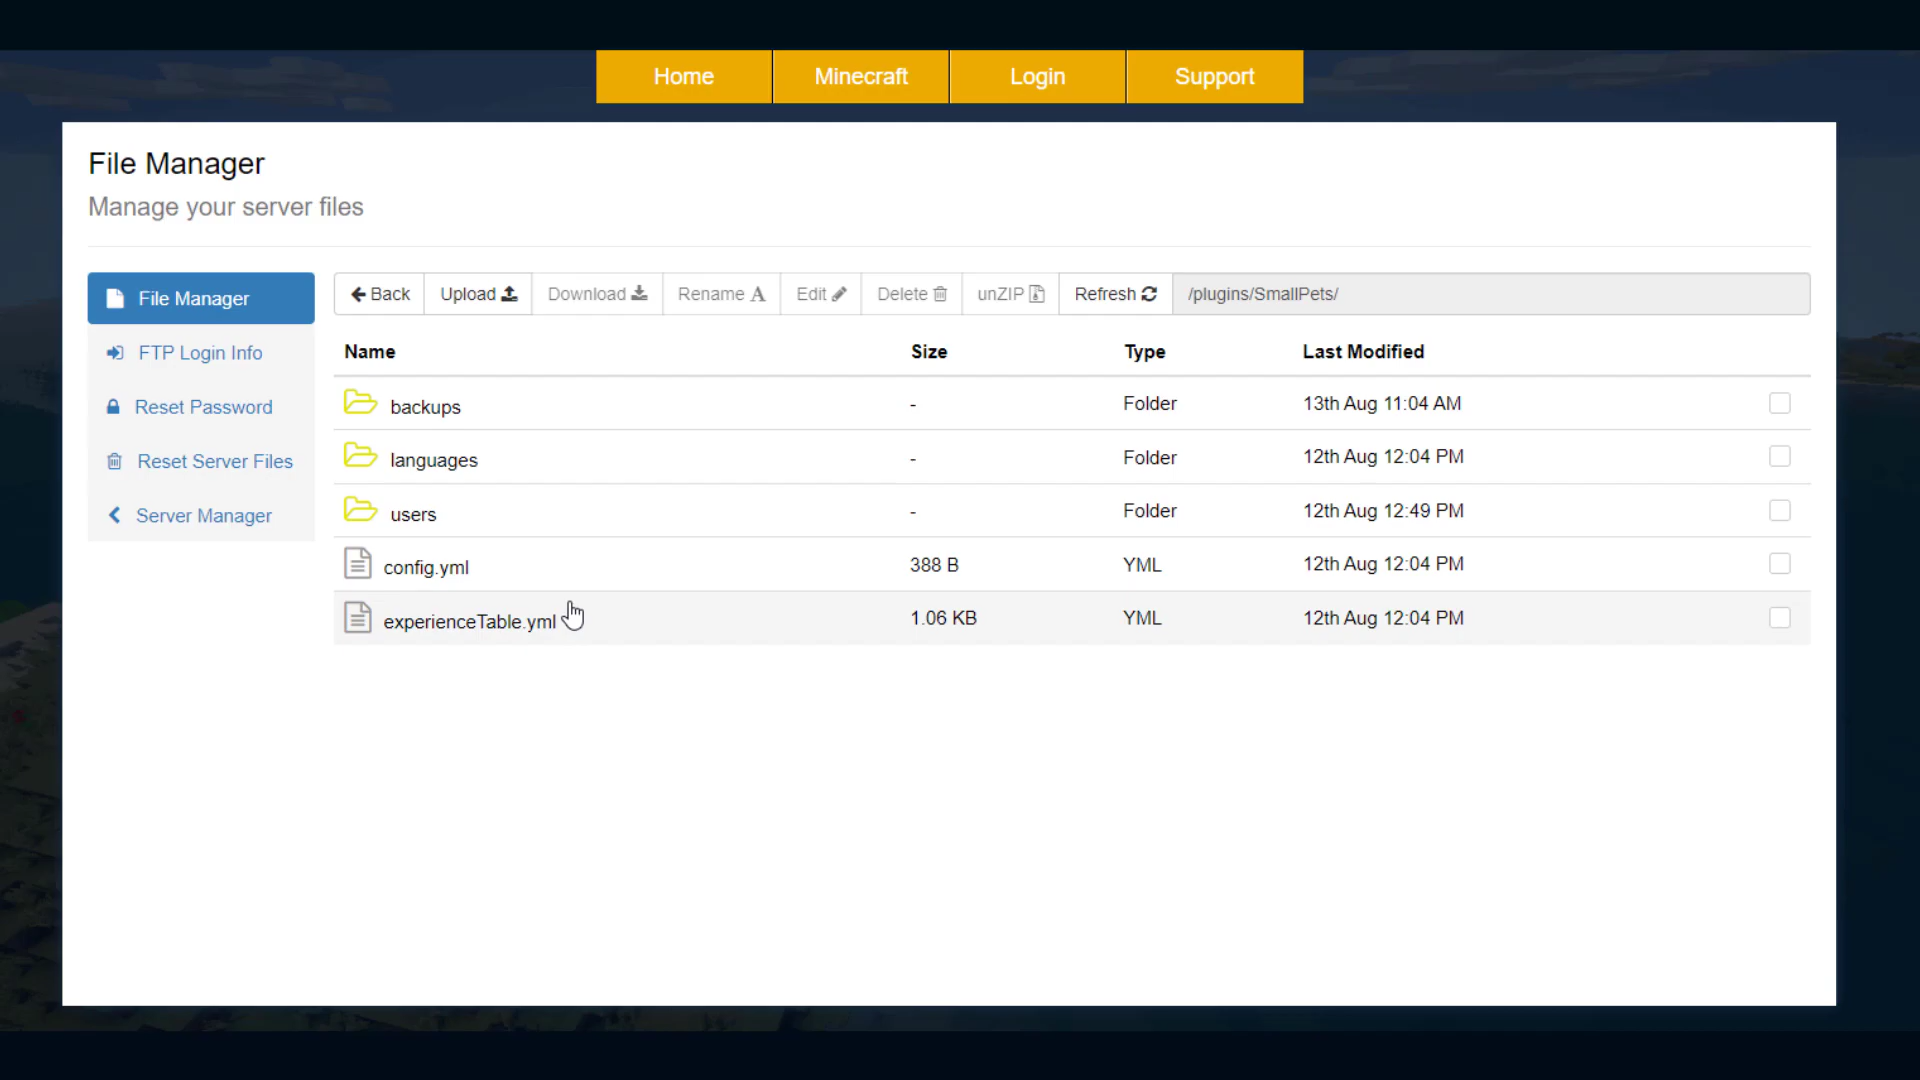 Home Minecraft Login Support
File Manager
Manage your server files
File Manager
FTP Login Info
Reset Password
Reset Server Files
Server Manager
Back Upload Download Rename Edit Delete unZIP Refresh /plugins/SmallPets/
Name Size Type Last Modified
backups - Folder 13th Aug 11:04 AM
languages - Folder 12th Aug 12:04 PM
users - Folder 12th Aug 12:49 PM
config.yml 388 B YML 12th Aug 12:04 PM
experienceTable.yml 1.06 KB YML 12th Aug 12:04 PM